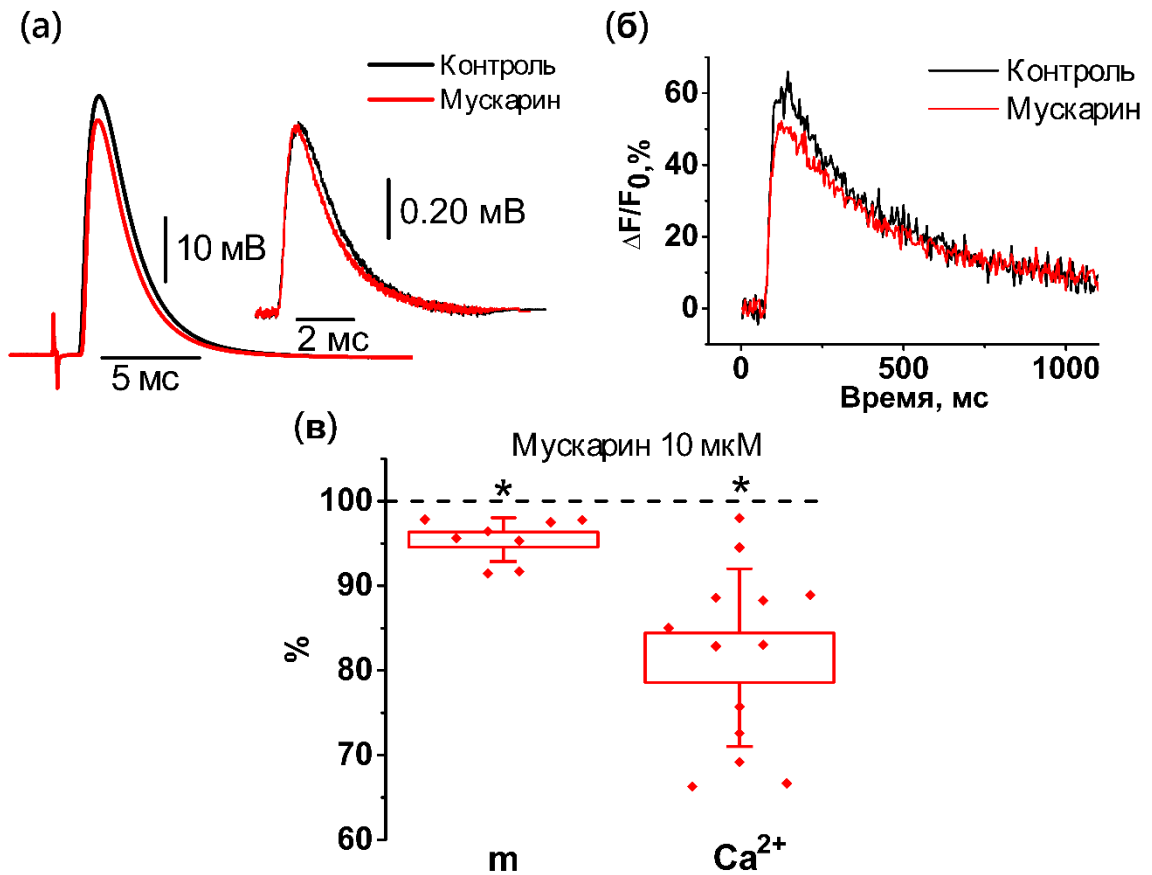 (а)
Контроль
Мускарин
10 мВ
0.20 мВ
2 мс
5 мс
(б)
Контроль
Мускарин
ΔF/F0,%
60
40
20
0
0 500 1000
Время, мс
(в)
Мускарин 10 мкМ
* *
%
100
90
80
70
60
m Ca²⁺